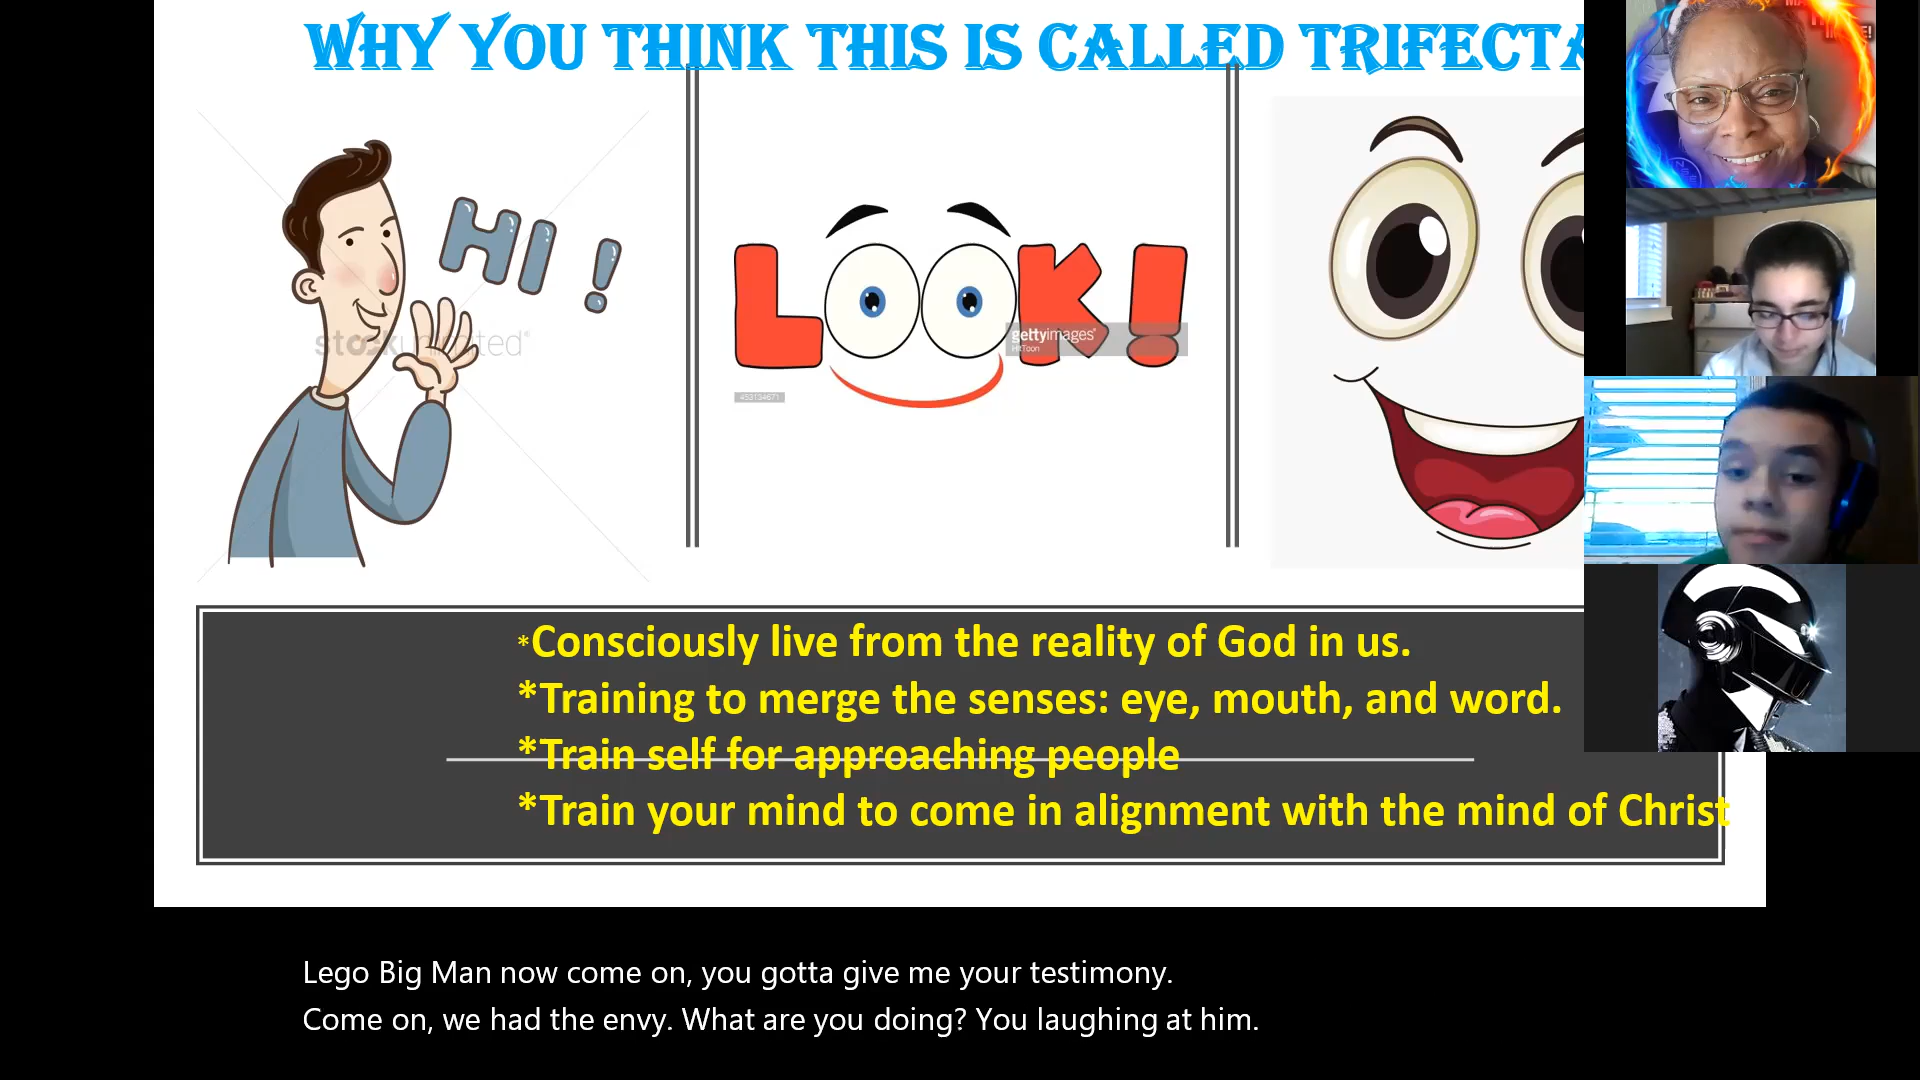 WHY YOU THINK THIS IS CALLED TRIFECTA
HI !
stockunlimited
LOOK!
gettyimages®
HitToon
453134671
*Consciously live from the reality of God in us.
*Training to merge the senses: eye, mouth, and word.
*Train self for approaching people
*Train your mind to come in alignment with the mind of Christ
Lego Big Man now come on, you gotta give me your testimony.
Come on, we had the envy. What are you doing? You laughing at him.